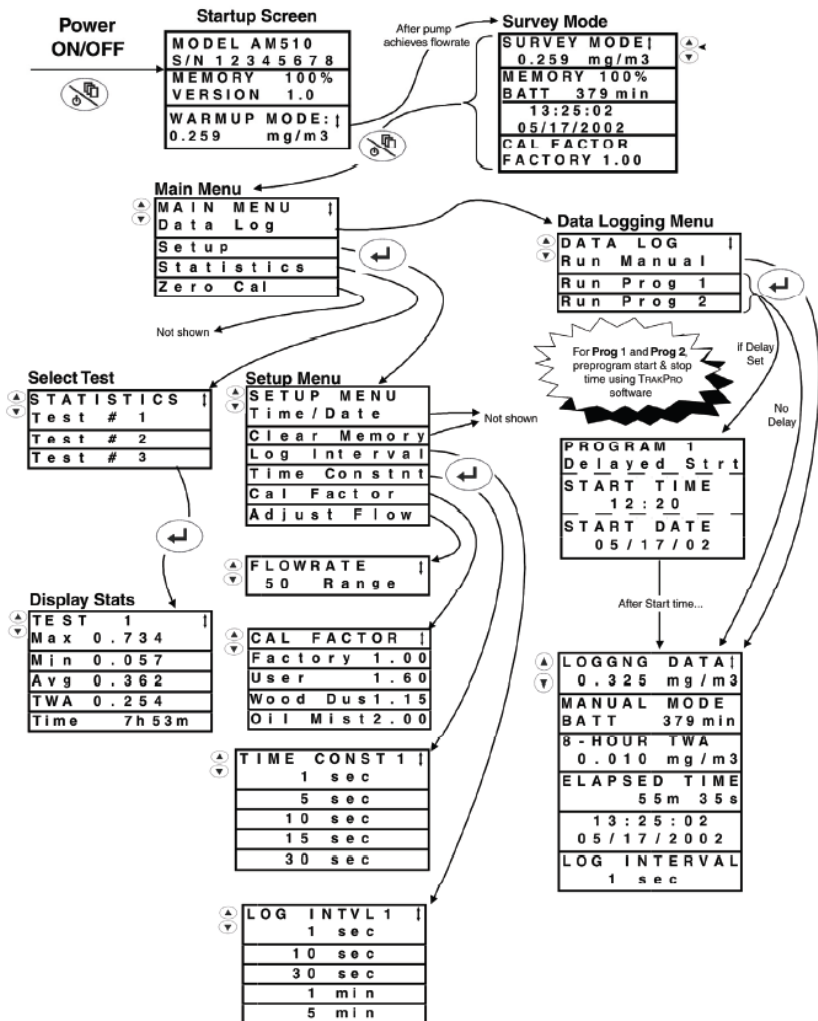 Power
ON/OFF
Startup Screen
MODEL AM510
S/N 12345678
MEMORY 100%
VERSION 1.0
WARMUP MODE:
0.259 mg/m3
After pump
achieves flowrate
Survey Mode
SURVEY MODE
0.259 mg/m3
MEMORY 100%
BATT 379 min
13:25:02
05/17/2002
CAL FACTOR
FACTORY 1.00
Main Menu
MAIN MENU
Data Log
Setup
Statistics
Zero Cal
Not shown
Data Logging Menu
DATA LOG
Run Manual
Run Prog 1
Run Prog 2
For Prog 1 and Prog 2,
preprogram start & stop
time using TRAKPRO
software
if Delay
Set
No
Delay
Select Test
STATISTICS
Test # 1
Test # 2
Test # 3
Setup Menu
SETUP MENU
Time/Date
Clear Memory
Log Interval
Time Constnt
Cal Factor
Adjust Flow
Not shown
PROGRAM 1
Delayed Strt
START TIME
12:20
START DATE
05/17/02
After Start time...
FLOWRATE
50 Range
Display Stats
TEST 1
Max 0.734
Min 0.057
Avg 0.362
TWA 0.254
Time 7h 53m
CAL FACTOR
Factory 1.00
User 1.60
Wood Dus1.15
Oil Mist2.00
LOGGNG DATA
0.325 mg/m3
MANUAL MODE
BATT 379 min
8-HOUR TWA
0.010 mg/m3
ELAPSED TIME
55m 35s
13:25:02
05/17/2002
LOG INTERVAL
1 sec
TIME CONST 1
1 sec
5 sec
10 sec
15 sec
30 sec
LOG INTVL 1
1 sec
10 sec
30 sec
1 min
5 min